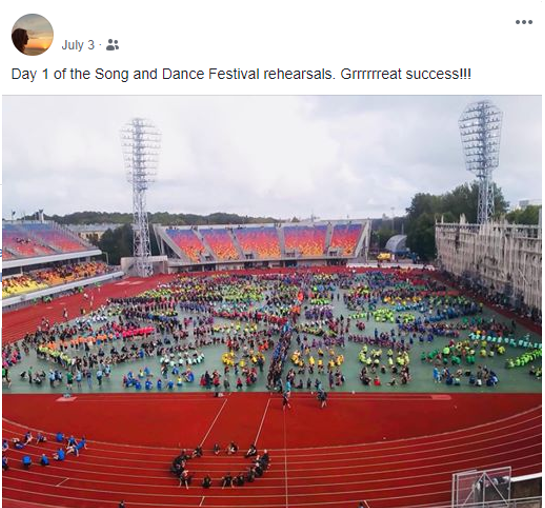 July 3 ·
Day 1 of the Song and Dance Festival rehearsals. Grrrrrreat success!!!